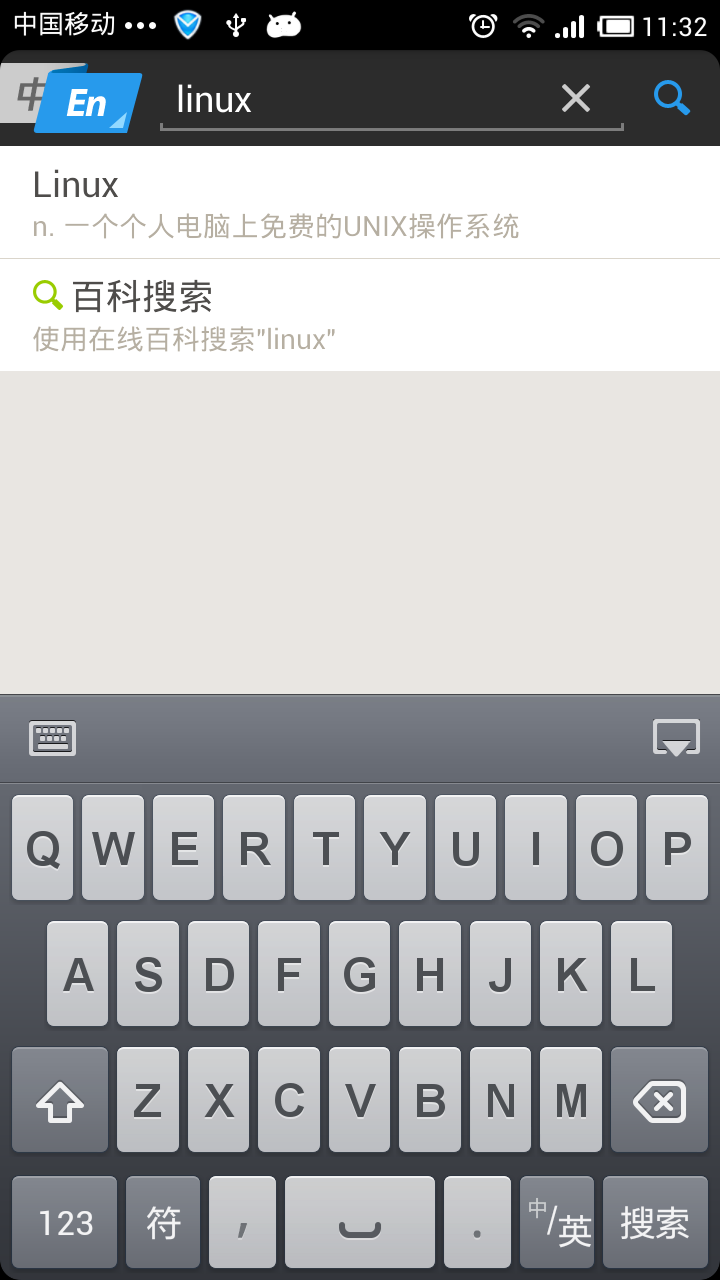 中国移动 ••• 11:32
中 En linux
Linux
n. 一个个人电脑上免费的UNIX操作系统
百科搜索
使用在线百科搜索"linux"
Q W E R T Y U I O P
A S D F G H J K L
Z X C V B N M
123 符 , . 中/英 搜索